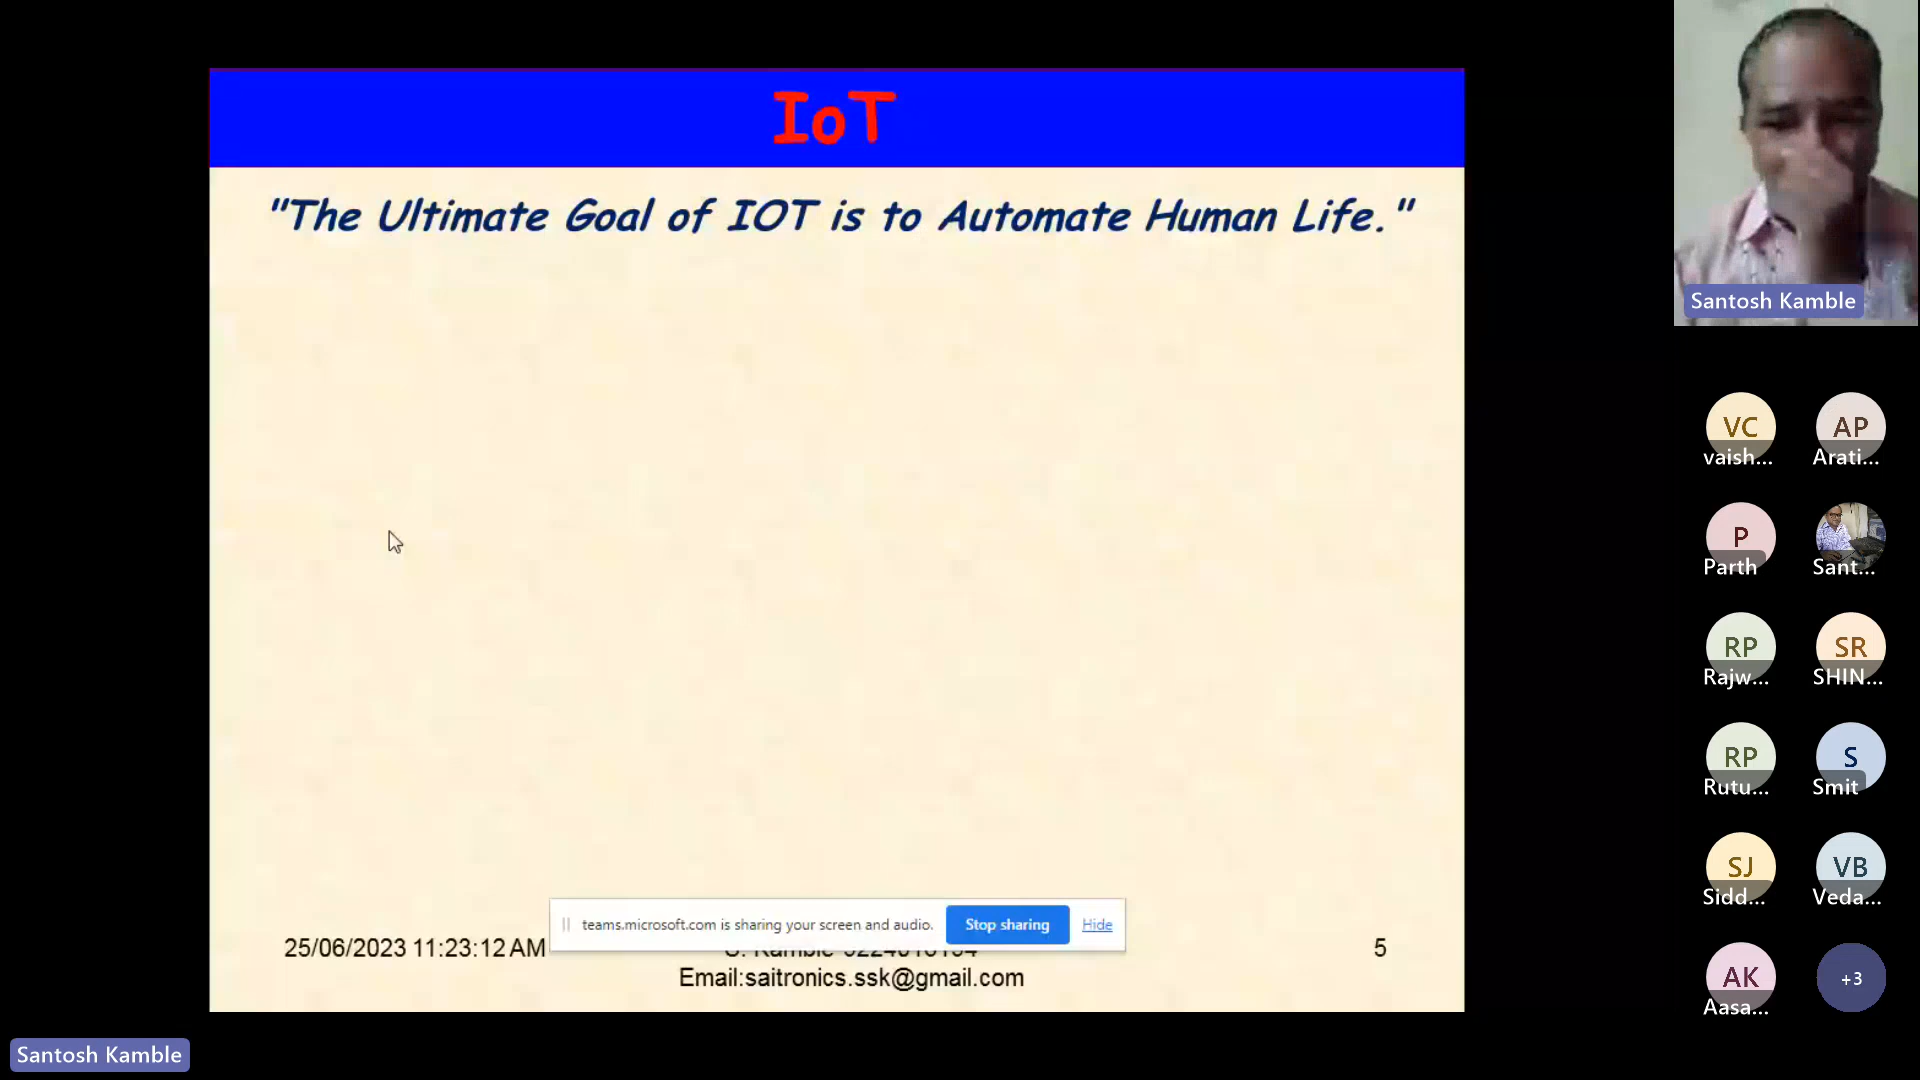 IoT
"The Ultimate Goal of IOT is to Automate Human Life."
teams.microsoft.com is sharing your screen and audio.
Stop sharing
Hide
25/06/2023 11:23:12 AM
5
Email:saitronics.ssk@gmail.com
Santosh Kamble
Santosh Kamble
VC
AP
vaish...
Arati...
P
Parth
Sant...
RP
SR
Rajw...
SHIN...
RP
S
Rutu...
Smit
SJ
VB
Sidd...
Veda...
AK
+3
Aasa...